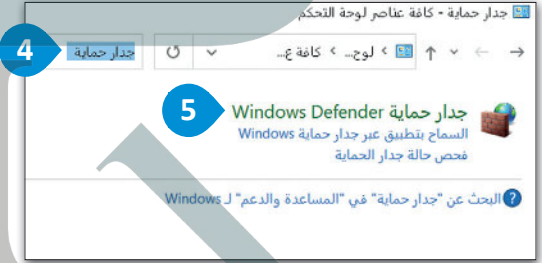 جدار حماية - كافة عناصر لوحة التحكم
لوح... › كافة ع...
جدار حماية
4
5
جدار حماية Windows Defender
السماح بتطبيق عبر جدار حماية Windows
فحص حالة جدار الحماية
البحث عن "جدار حماية" في "المساعدة والدعم" لـ Windows